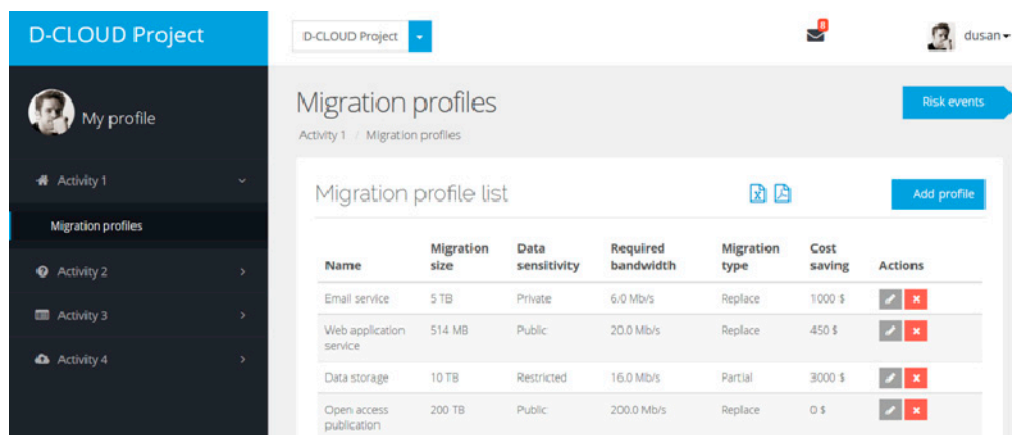 D-CLOUD Project
D-CLOUD Project
8
dusan
My profile
Migration profiles
Risk events
Activity 1 / Migration profiles
Activity 1
Migration profiles
Activity 2
Activity 3
Activity 4
Migration profile list
Add profile
Name Migration size Data sensitivity Required bandwidth Migration type Cost saving Actions
Email service 5 TB Private 6.0 Mb/s Replace 1000 $
Web application service 514 MB Public 20.0 Mb/s Replace 450 $
Data storage 10 TB Restricted 16.0 Mb/s Partial 3000 $
Open access publication 200 TB Public 200.0 Mb/s Replace 0 $